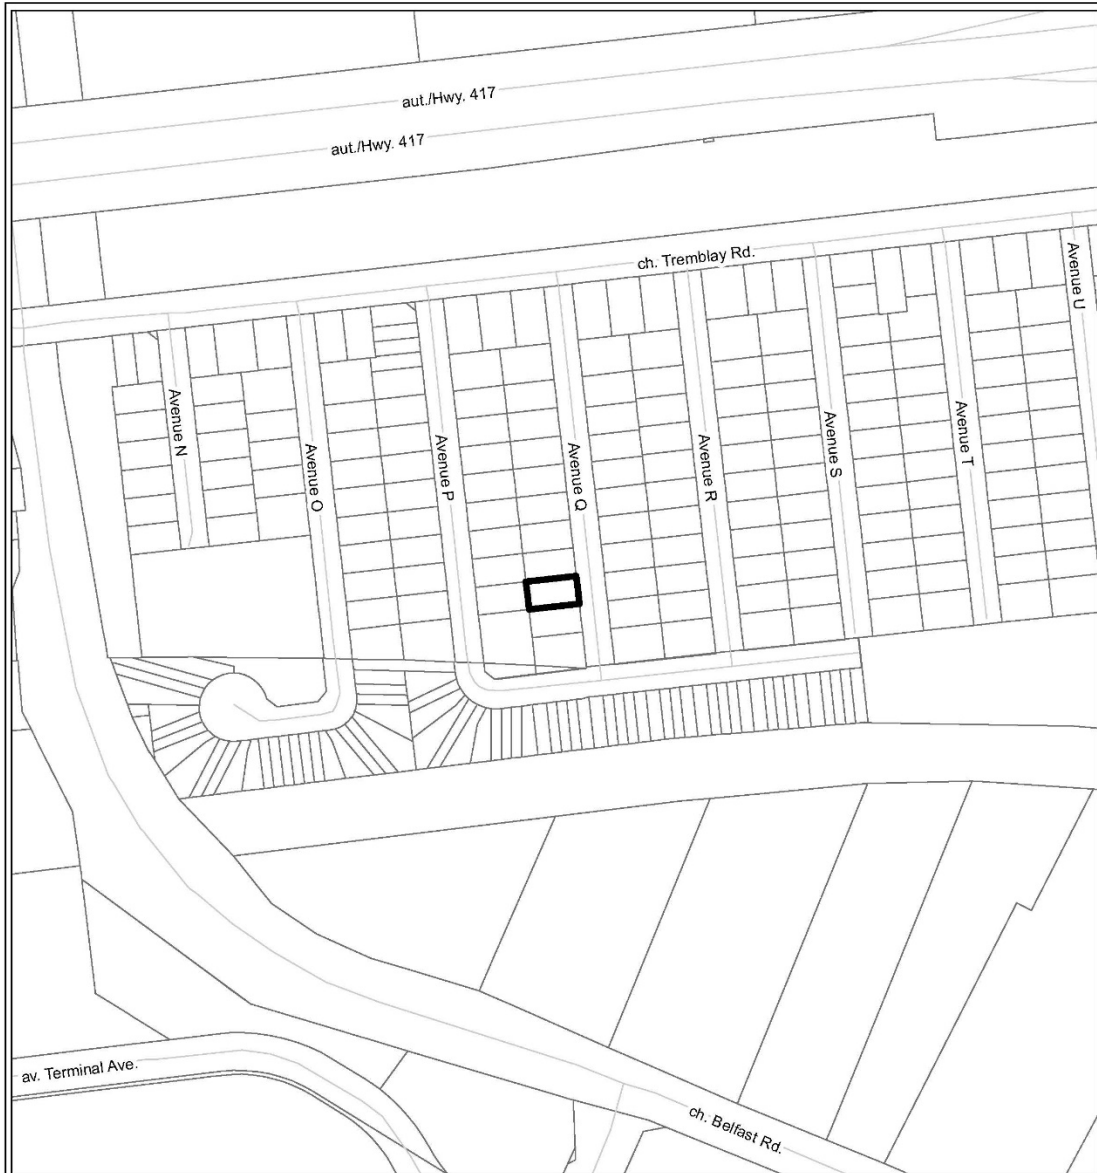 aut./Hwy. 417
aut./Hwy. 417
ch. Tremblay Rd.
Avenue U
Avenue N
Avenue O
Avenue P
Avenue Q
Avenue R
Avenue S
Avenue T
av. Terminal Ave.
ch. Belfast Rd.